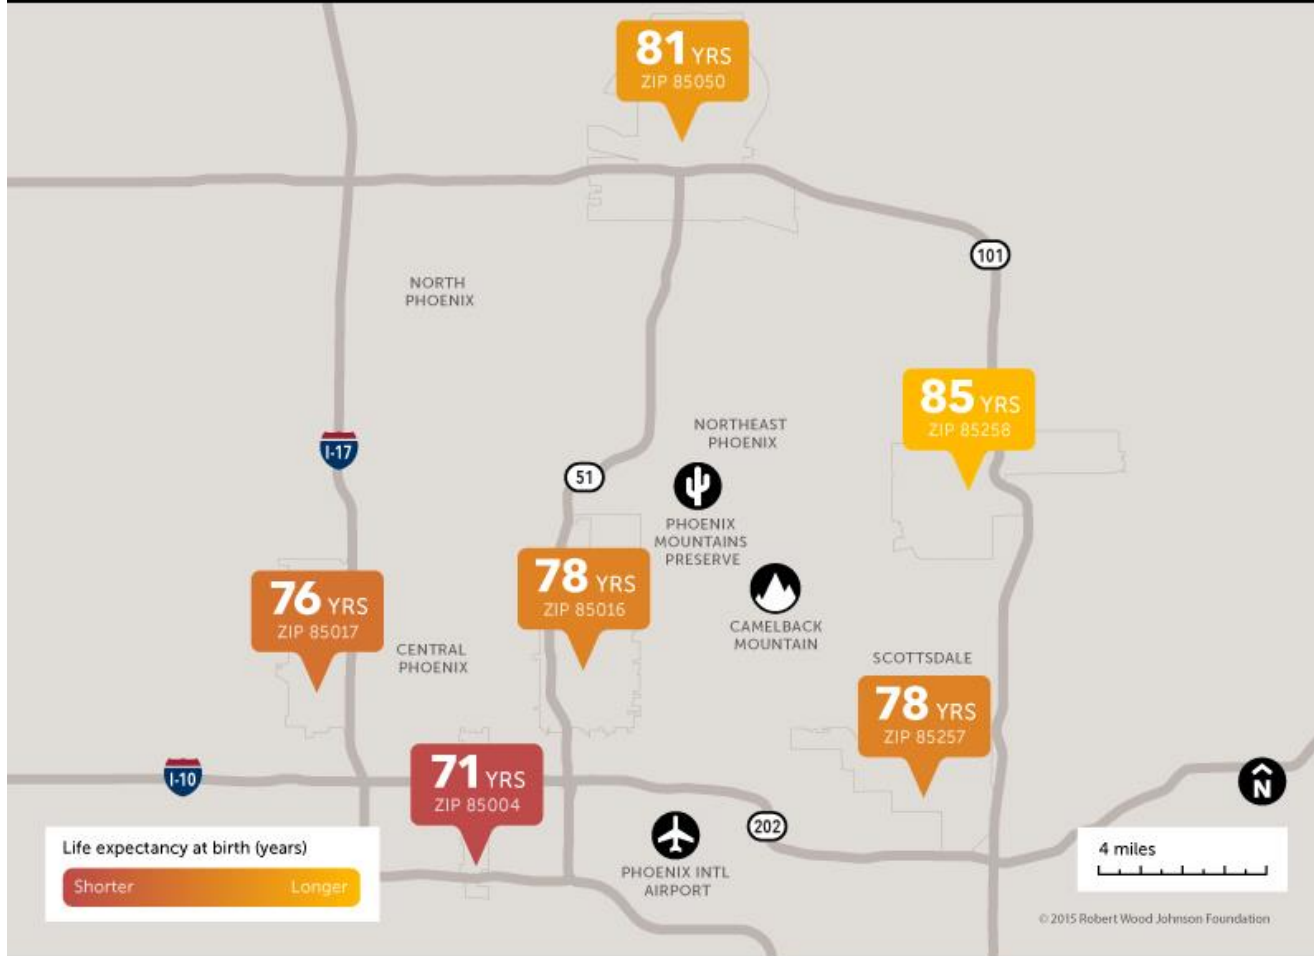 81 YRS
ZIP 85050
101
NORTH
PHOENIX
85 YRS
ZIP 85258
NORTHEAST
PHOENIX
I-17
51
PHOENIX
MOUNTAINS
PRESERVE
76 YRS
ZIP 85017
78 YRS
ZIP 85016
CAMELBACK
MOUNTAIN
CENTRAL
PHOENIX
SCOTTSDALE
78 YRS
ZIP 85257
71 YRS
ZIP 85004
I-10
N
202
PHOENIX INTL
AIRPORT
Life expectancy at birth (years)
Shorter Longer
4 miles
© 2015 Robert Wood Johnson Foundation